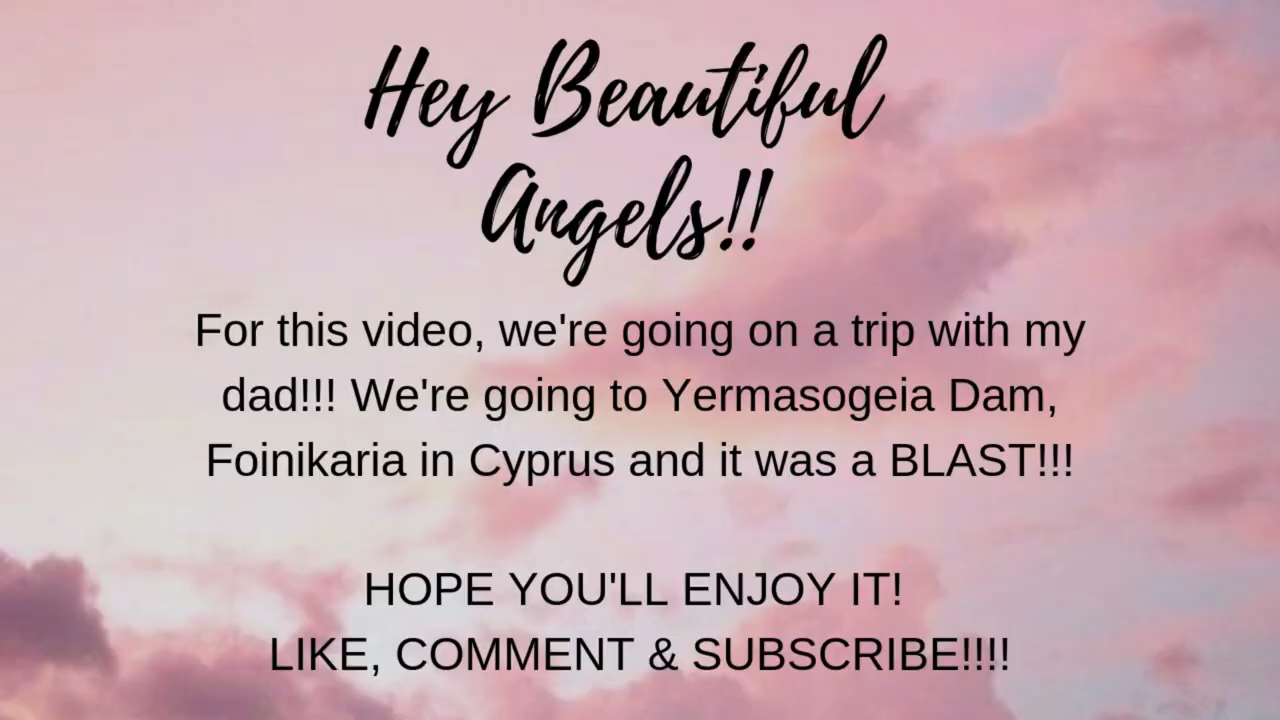 Hey Beautiful
Angels!!
For this video, we're going on a trip with my
dad!!! We're going to Yermasogeia Dam,
Foinikaria in Cyprus and it was a BLAST!!!
HOPE YOU'LL ENJOY IT!
LIKE, COMMENT & SUBSCRIBE!!!!